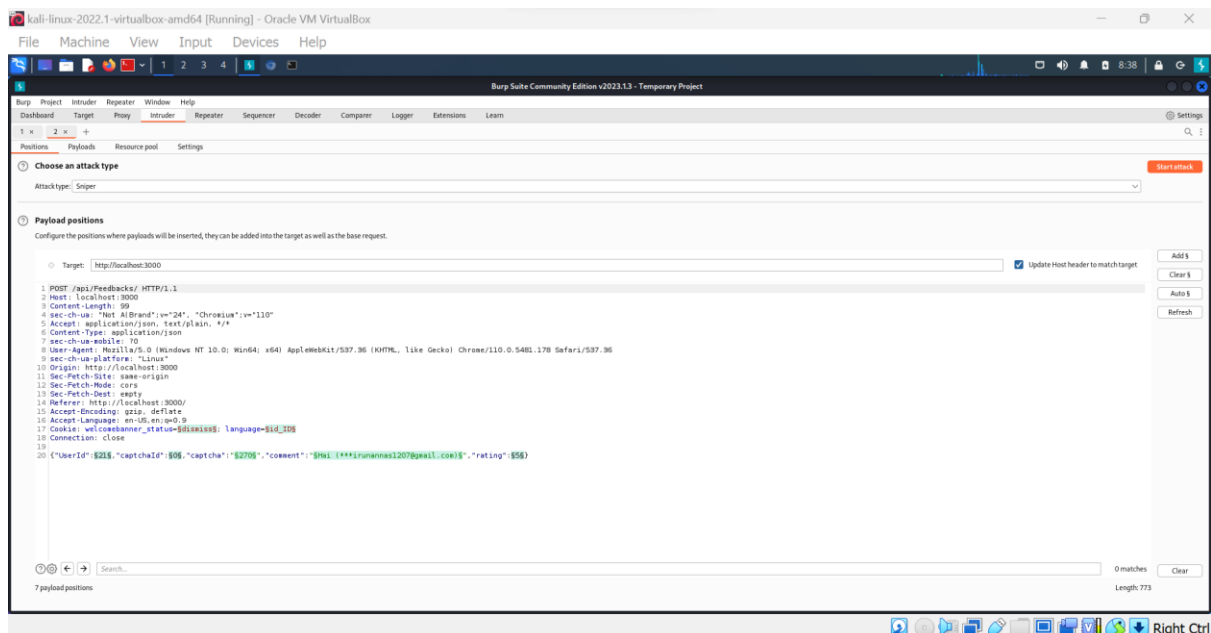 kali-linux-2022.1-virtualbox-amd64 [Running] - Oracle VM VirtualBox
File Machine View Input Devices Help
1 2 3 4 8:38
Burp Suite Community Edition v2023.1.3 - Temporary Project
Burp Project Intruder Repeater Window Help
Dashboard Target Proxy Intruder Repeater Sequencer Decoder Comparer Logger Extensions Learn Settings
1 × 2 × +
Positions Payloads Resource pool Settings
? Choose an attack type Start attack
Attack type: Sniper
? Payload positions
Configure the positions where payloads will be inserted, they can be added into the target as well as the base request.
Add §
Target: http://localhost:3000 Update Host header to match target
Clear §
1 POST /api/Feedbacks/ HTTP/1.1
2 Host: localhost:3000
Auto §
3 Content-Length: 99
4 sec-ch-ua: "Not A(Brand";v="24", "Chromium";v="110"
5 Accept: application/json, text/plain, */*
Refresh
6 Content-Type: application/json
7 sec-ch-ua-mobile: ?0
8 User-Agent: Mozilla/5.0 (Windows NT 10.0; Win64; x64) AppleWebKit/537.36 (KHTML, like Gecko) Chrome/110.0.5481.178 Safari/537.36
9 sec-ch-ua-platform: "Linux"
10 Origin: http://localhost:3000
11 Sec-Fetch-Site: same-origin
12 Sec-Fetch-Mode: cors
13 Sec-Fetch-Dest: empty
14 Referer: http://localhost:3000/
15 Accept-Encoding: gzip, deflate
16 Accept-Language: en-US,en;q=0.9
17 Cookie: welcomebanner_status=§dismiss§; language=§id_ID§
18 Connection: close
19
20 {"UserId":§21§,"captchaId":§0§,"captcha":"§270§","comment":"§Hai (***irunannas1207@gmail.com)§","rating":§5§}
Search... 0 matches Clear
7 payload positions Length: 773
Right Ctrl